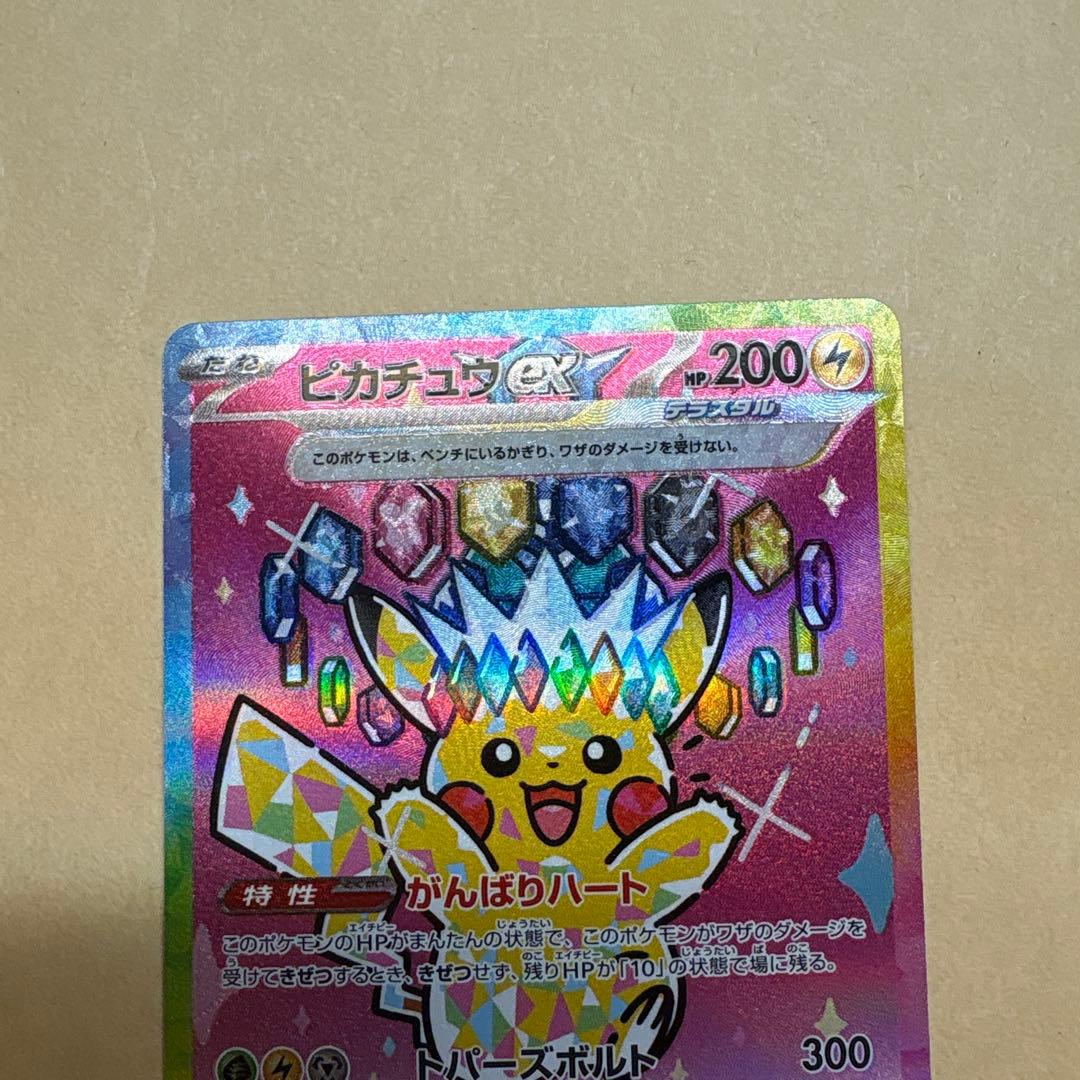 たね ピカチュウex HP200
テラスタル
このポケモンは、ベンチにいるかぎり、ワザのダメージを受けない。
特性 とくせい がんばりハート
このポケモンのHPがまんたんの状態で、このポケモンがワザのダメージを
受けてきぜつするとき、きぜつせず、残りHPが「10」の状態で場に残る。
トパーズボルト 300